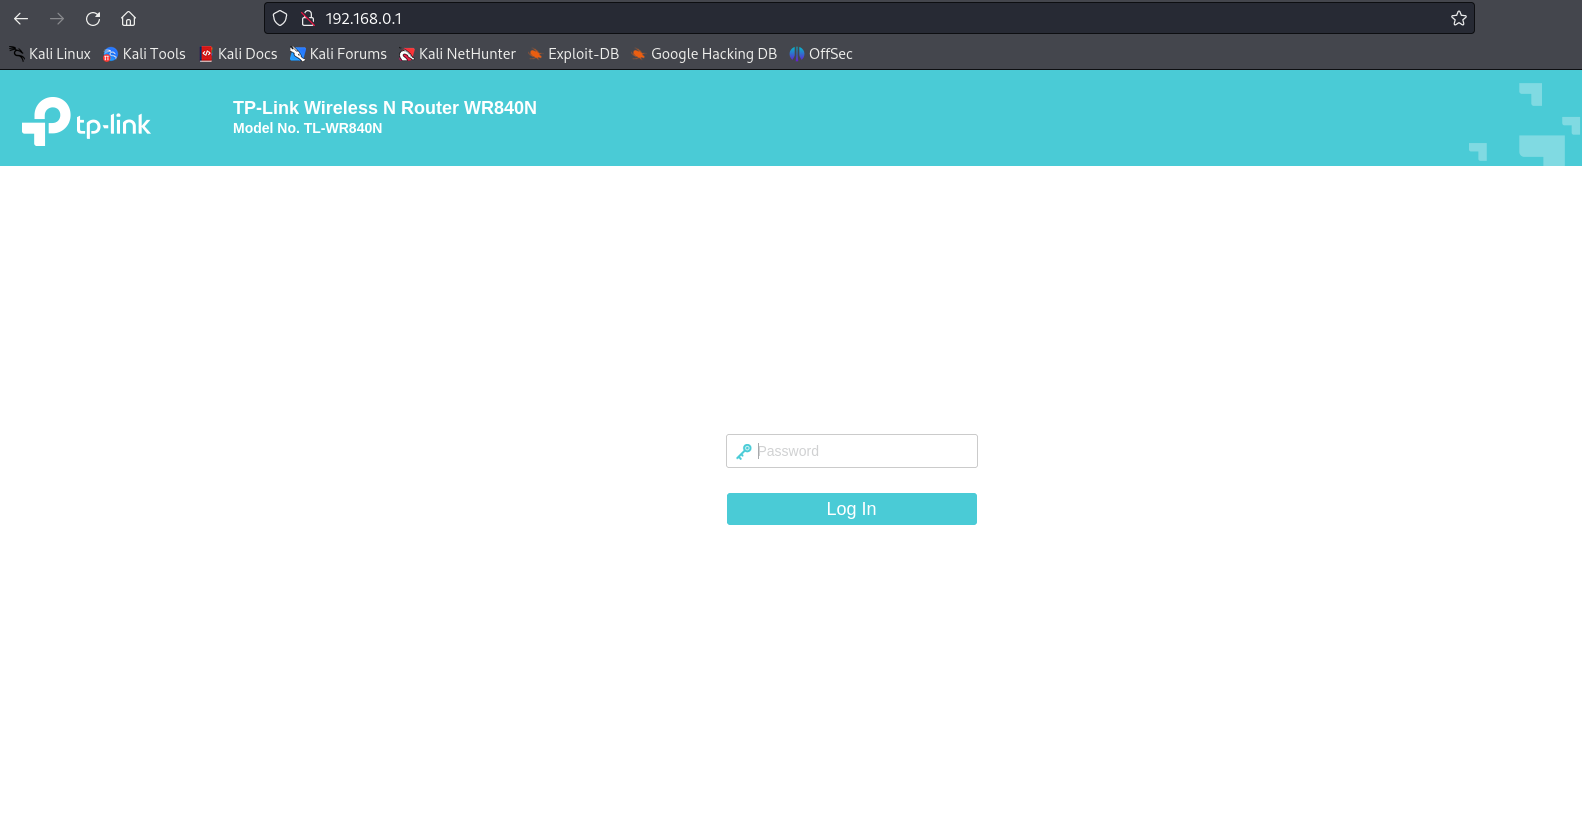 192.168.0.1
Kali Linux Kali Tools Kali Docs Kali Forums Kali NetHunter Exploit-DB Google Hacking DB OffSec
tp-link
TP-Link Wireless N Router WR840N
Model No. TL-WR840N
Password
Log In